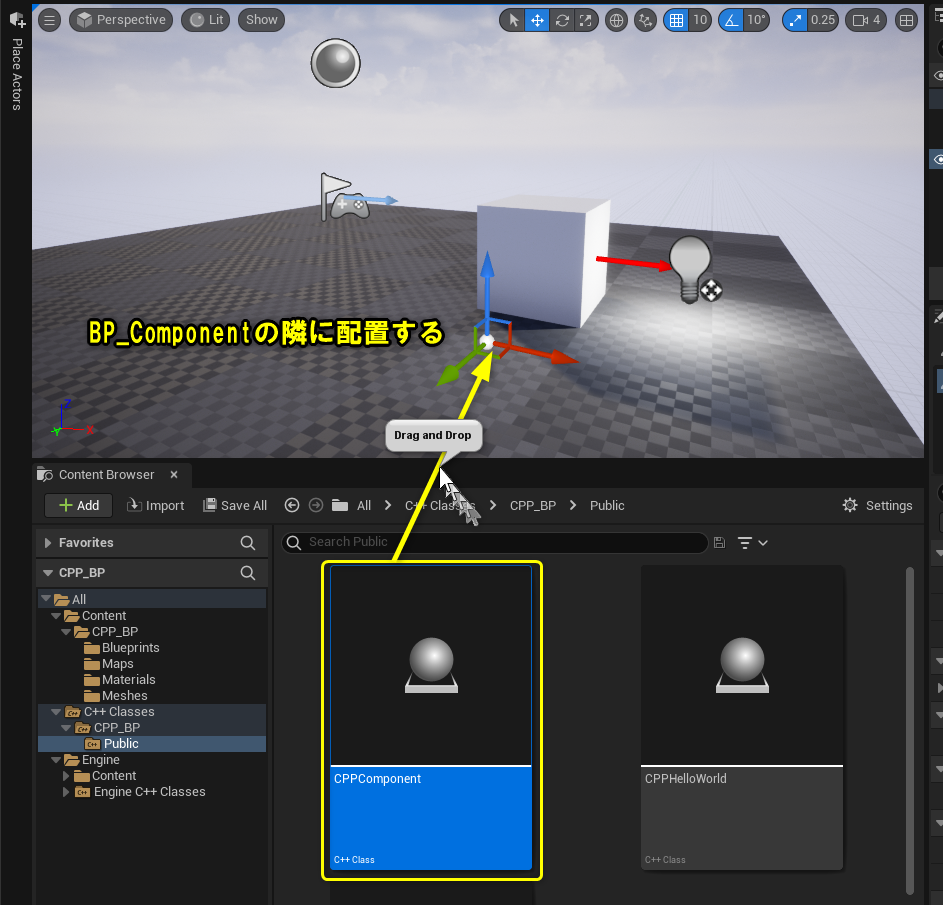 Perspective
Lit
Show
10
10°
0.25
4
Place Actors
BP_Componentの隣に配置する
Drag and Drop
Content Browser
Add
Import
Save All
All
C++ Classes
CPP_BP
Public
Settings
Favorites
Search Public
CPP_BP
All
Content
CPP_BP
Blueprints
Maps
Materials
Meshes
C++ Classes
CPP_BP
Public
Engine
Content
Engine C++ Classes
CPPComponent
C++ Class
CPPHelloWorld
C++ Class